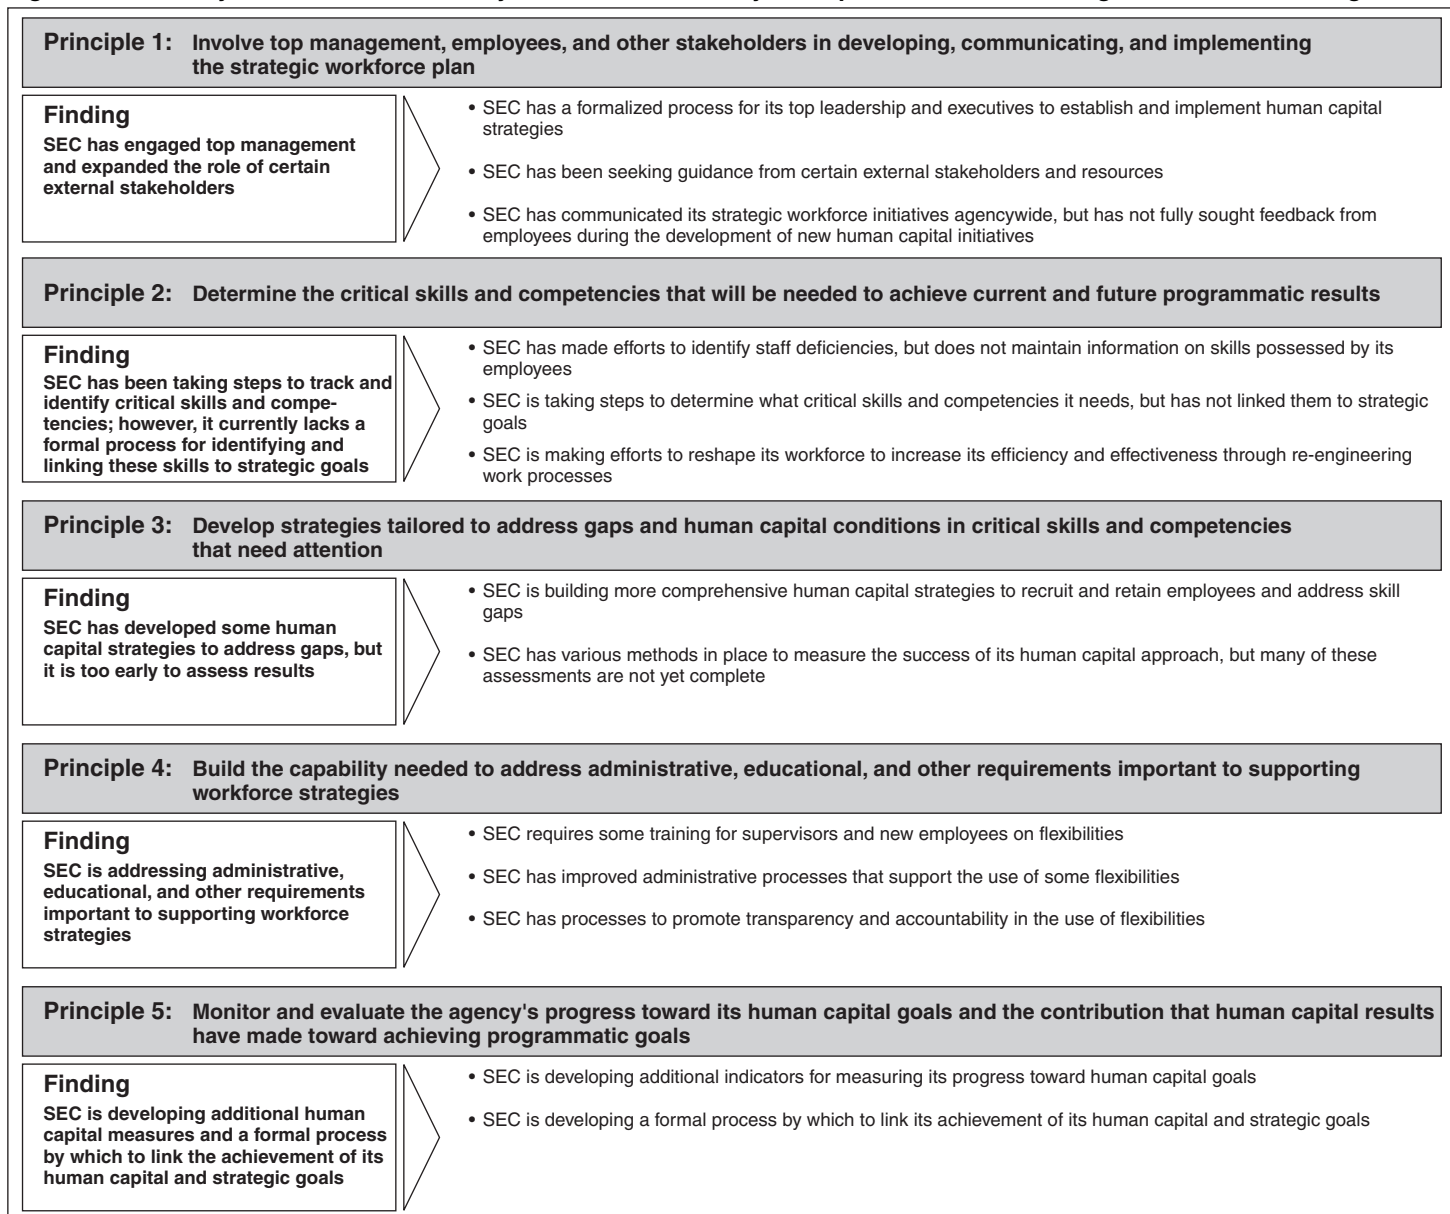 Principle 1: Involve top management, employees, and other stakeholders in developing, communicating, and implementing
the strategic workforce plan
Finding
SEC has engaged top management
and expanded the role of certain
external stakeholders
• SEC has a formalized process for its top leadership and executives to establish and implement human capital
strategies
• SEC has been seeking guidance from certain external stakeholders and resources
• SEC has communicated its strategic workforce initiatives agencywide, but has not fully sought feedback from
employees during the development of new human capital initiatives
Principle 2: Determine the critical skills and competencies that will be needed to achieve current and future programmatic results
Finding
SEC has been taking steps to track and
identify critical skills and compe-
tencies; however, it currently lacks a
formal process for identifying and
linking these skills to strategic goals
• SEC has made efforts to identify staff deficiencies, but does not maintain information on skills possessed by its
employees
• SEC is taking steps to determine what critical skills and competencies it needs, but has not linked them to strategic
goals
• SEC is making efforts to reshape its workforce to increase its efficiency and effectiveness through re-engineering
work processes
Principle 3: Develop strategies tailored to address gaps and human capital conditions in critical skills and competencies
that need attention
Finding
SEC has developed some human
capital strategies to address gaps, but
it is too early to assess results
• SEC is building more comprehensive human capital strategies to recruit and retain employees and address skill
gaps
• SEC has various methods in place to measure the success of its human capital approach, but many of these
assessments are not yet complete
Principle 4: Build the capability needed to address administrative, educational, and other requirements important to supporting
workforce strategies
Finding
SEC is addressing administrative,
educational, and other requirements
important to supporting workforce
strategies
• SEC requires some training for supervisors and new employees on flexibilities
• SEC has improved administrative processes that support the use of some flexibilities
• SEC has processes to promote transparency and accountability in the use of flexibilities
Principle 5: Monitor and evaluate the agency's progress toward its human capital goals and the contribution that human capital results
have made toward achieving programmatic goals
Finding
SEC is developing additional human
capital measures and a formal process
by which to link the achievement of its
human capital and strategic goals
• SEC is developing additional indicators for measuring its progress toward human capital goals
• SEC is developing a formal process by which to link its achievement of its human capital and strategic goals